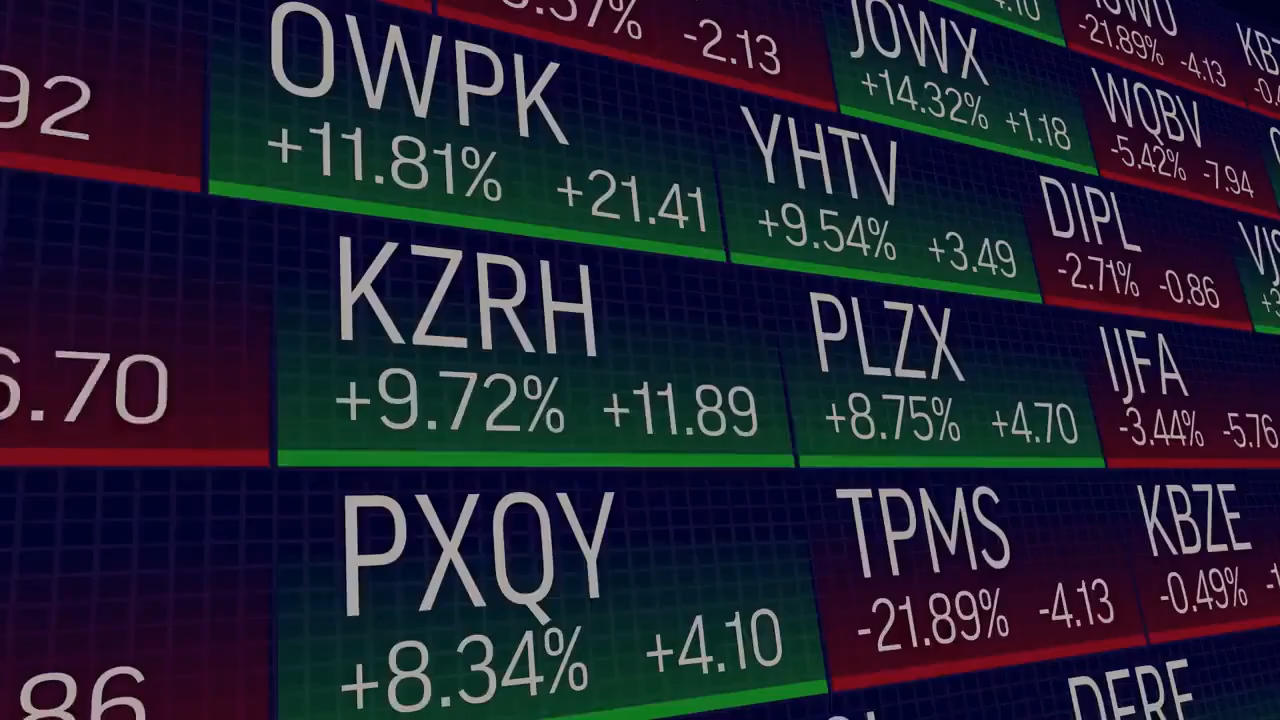 -2.13
OWPK
+11.81% +21.41
JOWX
+14.32% +1.18
-21.89% -4.13
WQBV
-5.42% -7.94
YHTV
+9.54% +3.49
DIPL
-2.71% -0.86
KZRH
+9.72% +11.89
PLZX
+8.75% +4.70
IJFA
-3.44% -5.76
6.70
PXQY
+8.34% +4.10
TPMS
-21.89% -4.13
KBZE
-0.49%
92
86